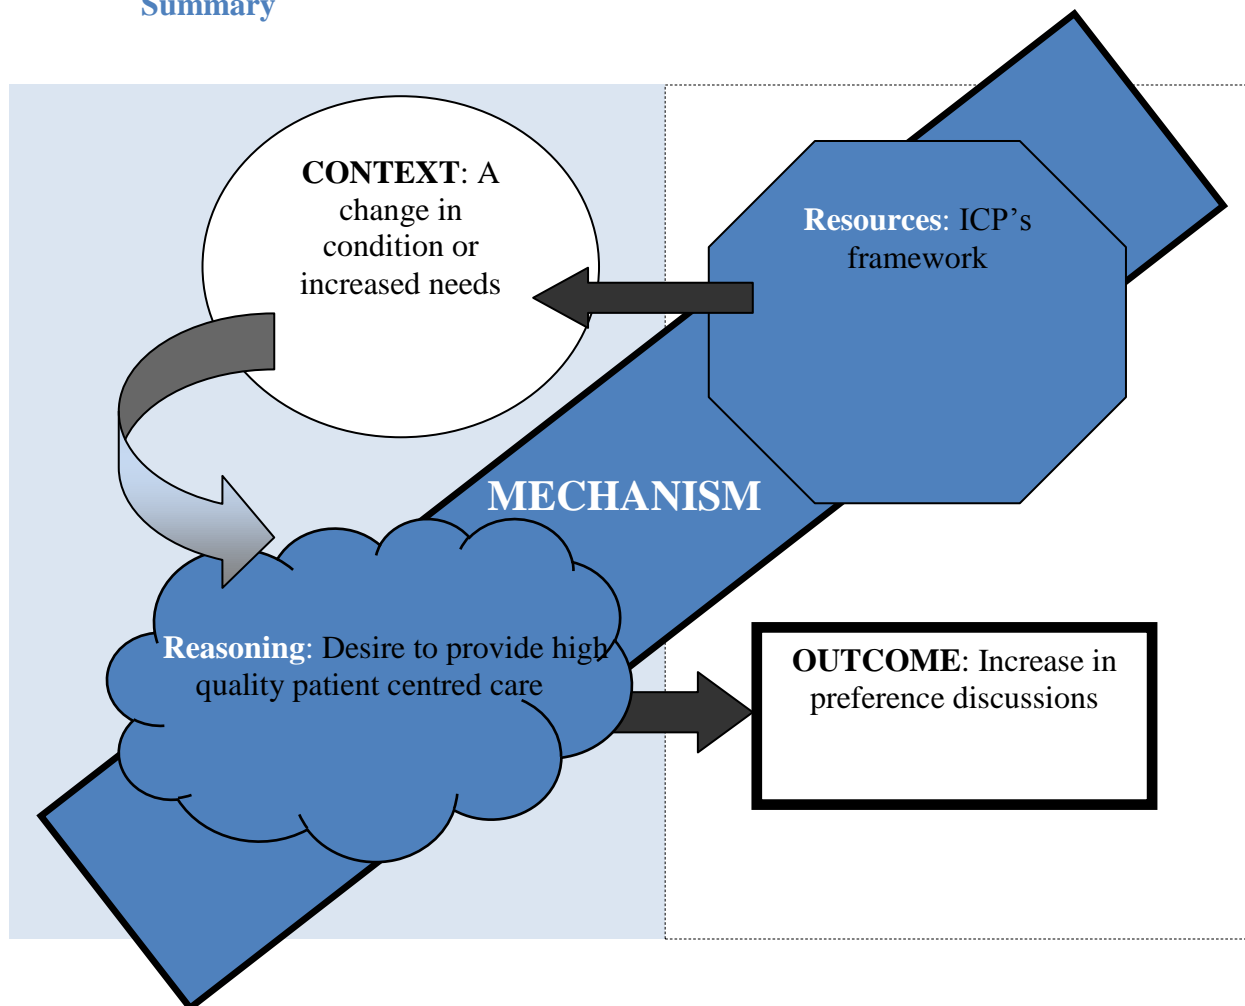 Summary
CONTEXT: A
change in
condition or
increased needs
Resources: ICP’s
framework
MECHANISM
Reasoning: Desire to provide high
quality patient centred care
OUTCOME: Increase in
preference discussions